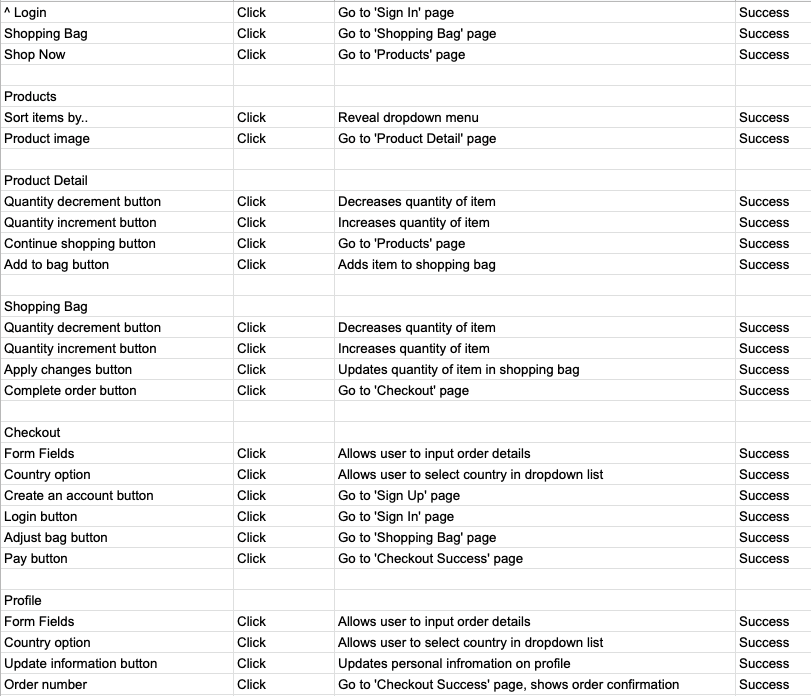 ^ Login Click Go to 'Sign In' page Success
Shopping Bag Click Go to 'Shopping Bag' page Success
Shop Now Click Go to 'Products' page Success
Products
Sort items by.. Click Reveal dropdown menu Success
Product image Click Go to 'Product Detail' page Success
Product Detail
Quantity decrement button Click Decreases quantity of item Success
Quantity increment button Click Increases quantity of item Success
Continue shopping button Click Go to 'Products' page Success
Add to bag button Click Adds item to shopping bag Success
Shopping Bag
Quantity decrement button Click Decreases quantity of item Success
Quantity increment button Click Increases quantity of item Success
Apply changes button Click Updates quantity of item in shopping bag Success
Complete order button Click Go to 'Checkout' page Success
Checkout
Form Fields Click Allows user to input order details Success
Country option Click Allows user to select country in dropdown list Success
Create an account button Click Go to 'Sign Up' page Success
Login button Click Go to 'Sign In' page Success
Adjust bag button Click Go to 'Shopping Bag' page Success
Pay button Click Go to 'Checkout Success' page Success
Profile
Form Fields Click Allows user to input order details Success
Country option Click Allows user to select country in dropdown list Success
Update information button Click Updates personal infromation on profile Success
Order number Click Go to 'Checkout Success' page, shows order confirmation Success